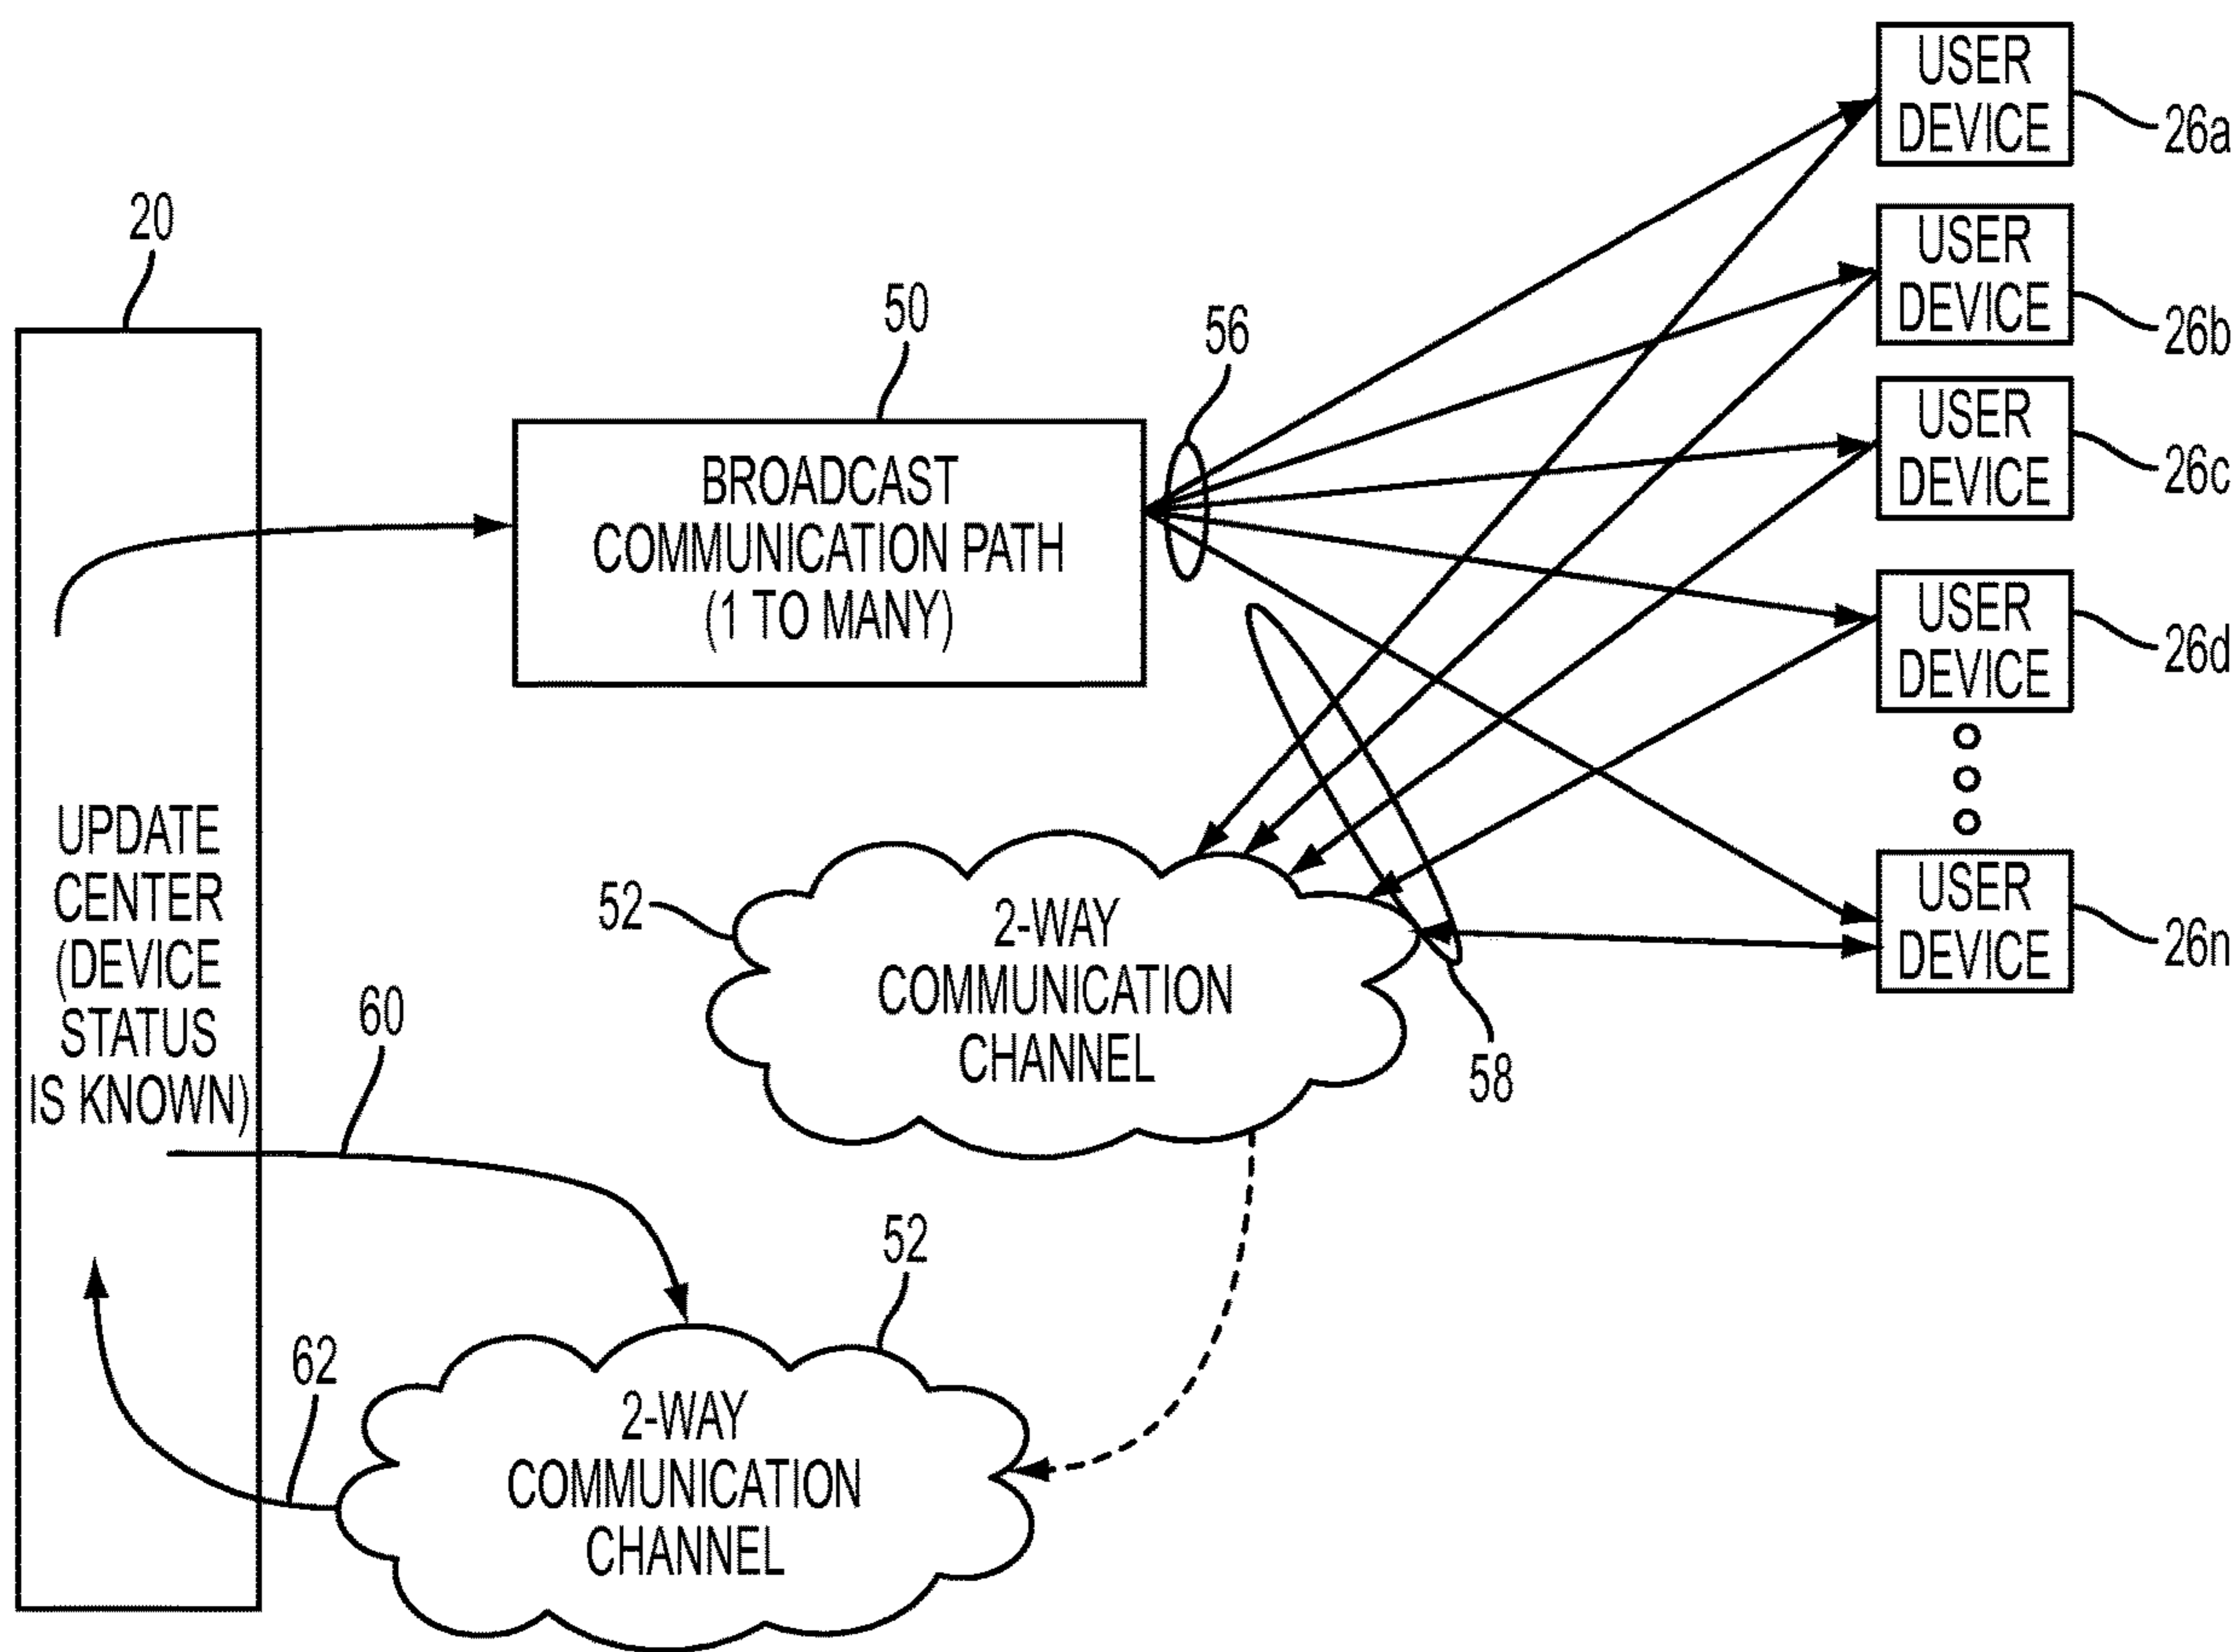 USER
DEVICE
26a
20
USER
DEVICE
26b
50
56
USER
DEVICE
26c
BROADCAST
COMMUNICATION PATH
(1 TO MANY)
USER
DEVICE
26d
UPDATE
CENTER
(DEVICE
STATUS
IS KNOWN)
52
2-WAY
COMMUNICATION
CHANNEL
USER
DEVICE
26n
58
60
52
62
2-WAY
COMMUNICATION
CHANNEL